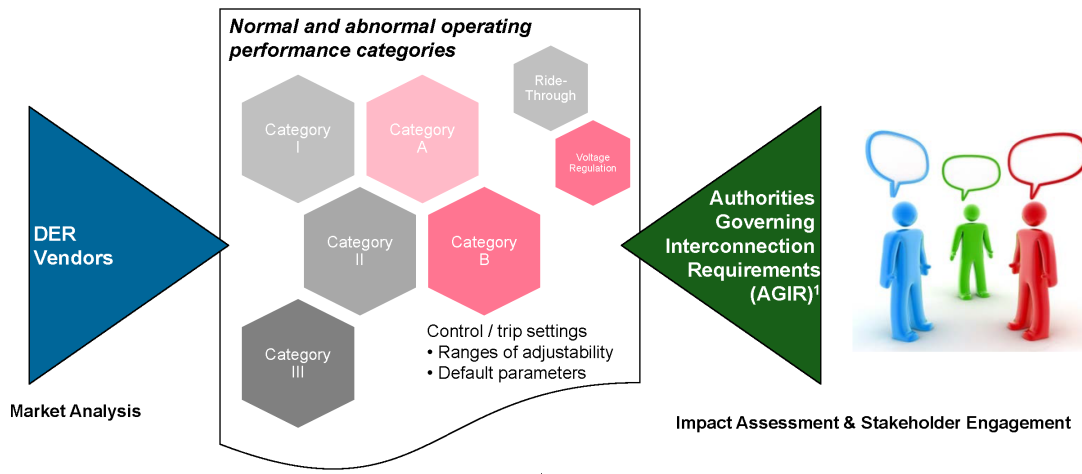 Normal and abnormal operating
performance categories
Ride-
Through
Category
I
Category
A
Voltage
Regulation
DER
Vendors
Category
II
Category
B
Authorities
Governing
Interconnection
Requirements
(AGIR)¹
Category
III
Control / trip settings
• Ranges of adjustability
• Default parameters
Market Analysis
Impact Assessment & Stakeholder Engagement